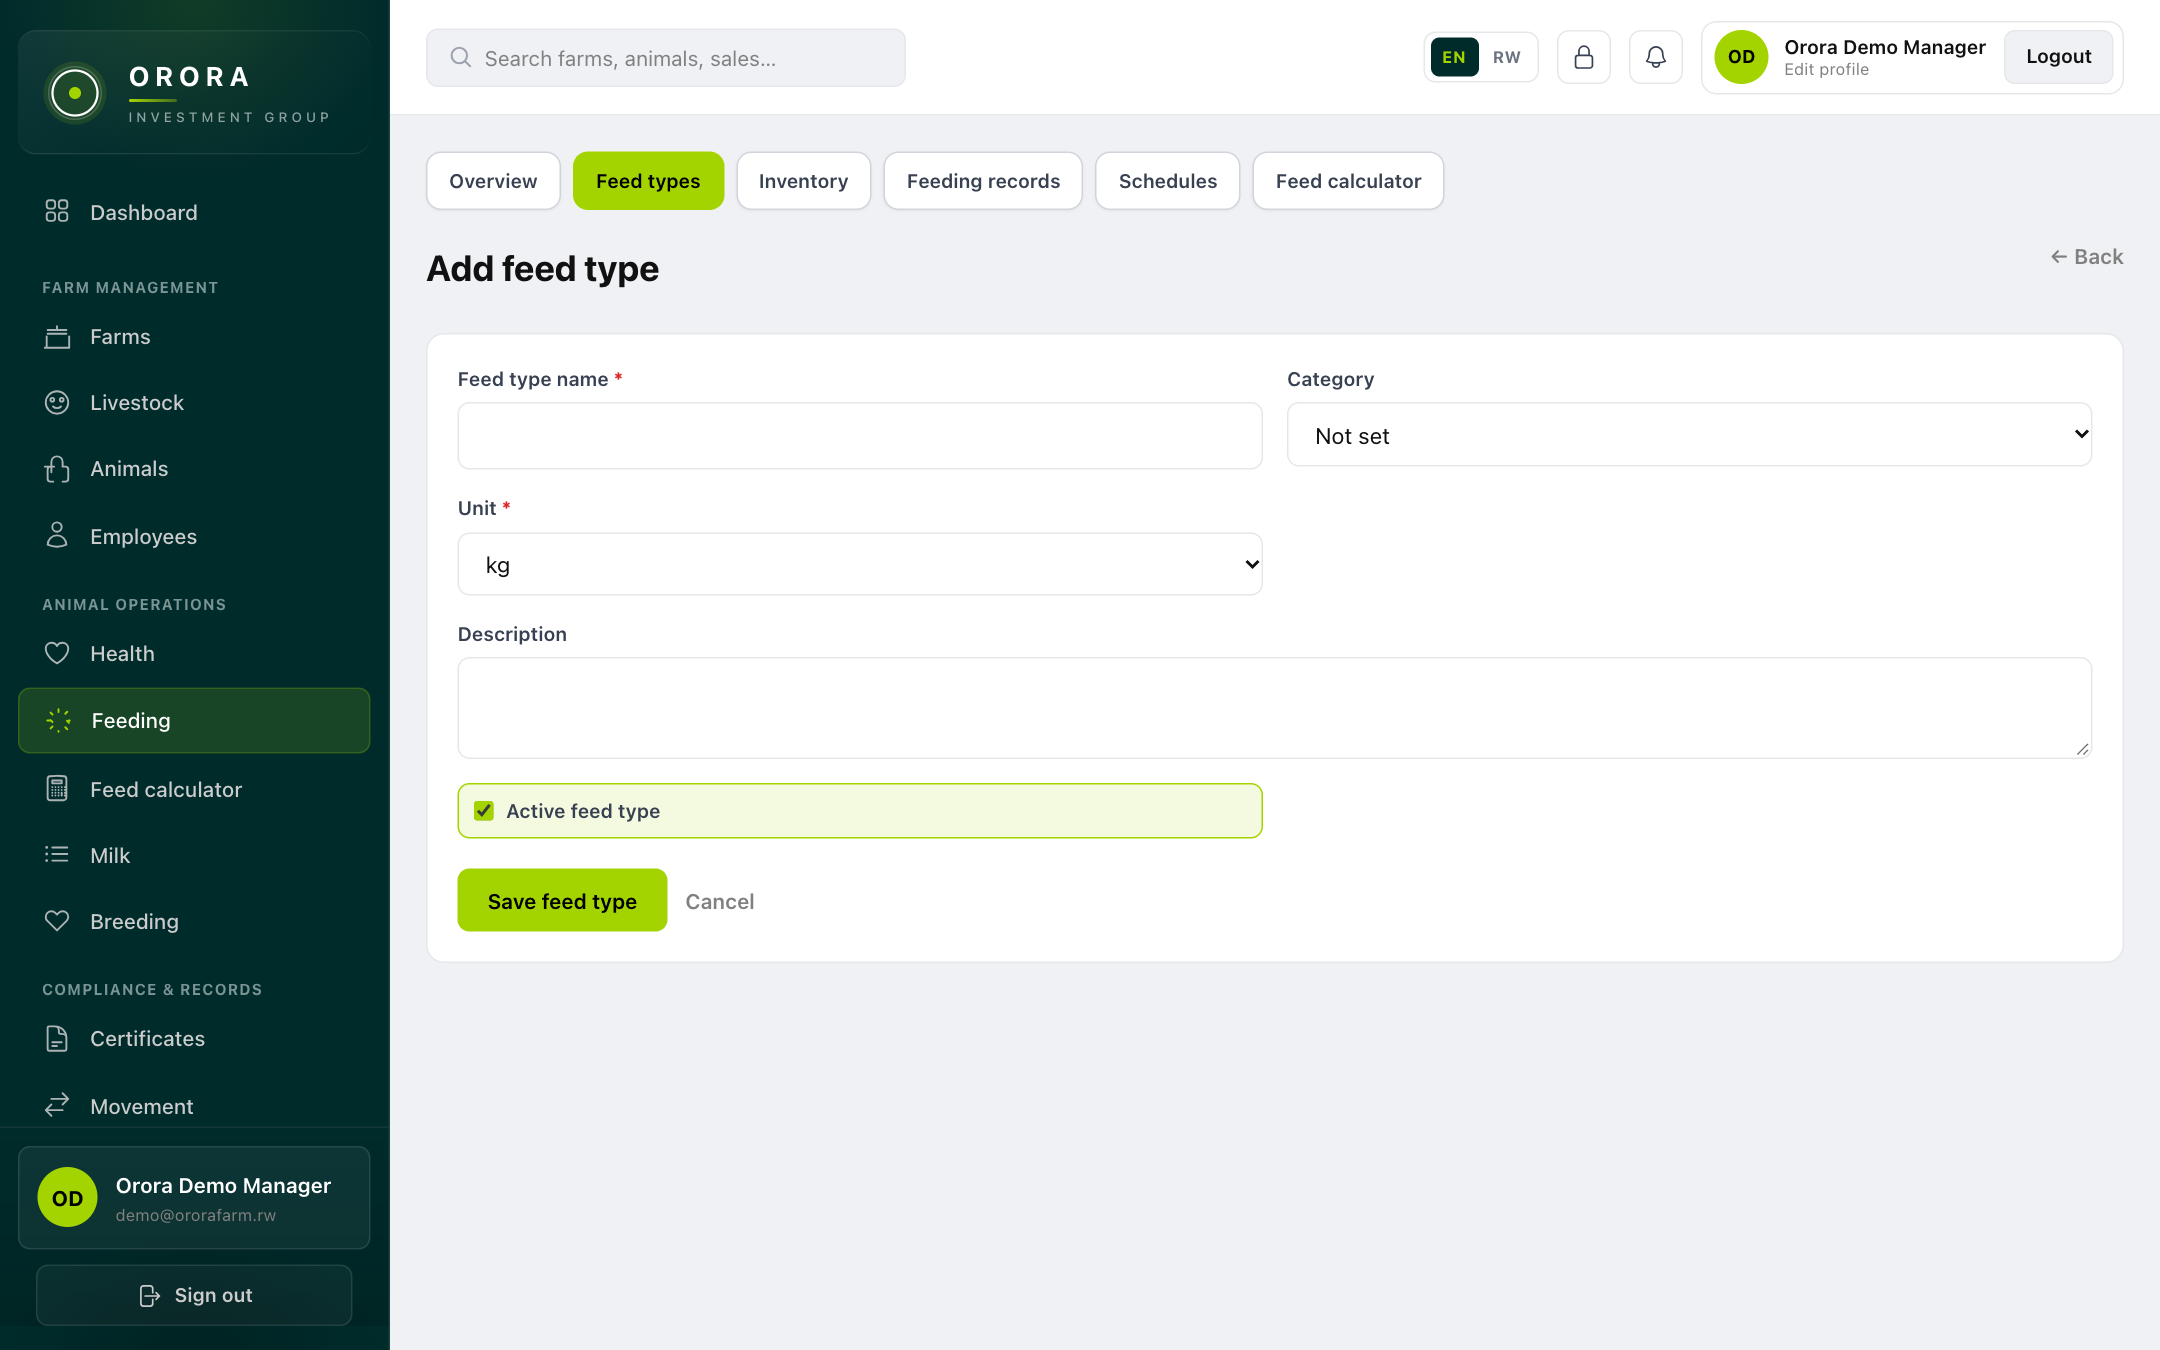 ORORA
INVESTMENT GROUP
Dashboard
FARM MANAGEMENT
Farms
Livestock
Animals
Employees
ANIMAL OPERATIONS
Health
Feeding
Feed calculator
Milk
Breeding
COMPLIANCE & RECORDS
Certificates
Movement
OD
Orora Demo Manager
demo@ororafarm.rw
Sign out
Search farms, animals, sales...
EN RW
OD
Orora Demo Manager
Edit profile
Logout
Overview Feed types Inventory Feeding records Schedules Feed calculator
Add feed type
← Back
Feed type name *
Category
Not set
Unit *
kg
Description
Active feed type
Save feed type Cancel